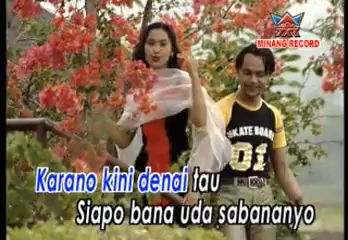 MINANG RECORD
SKATE BOARD
01
Karano kini denai tau
Siapo bana uda sabananyo